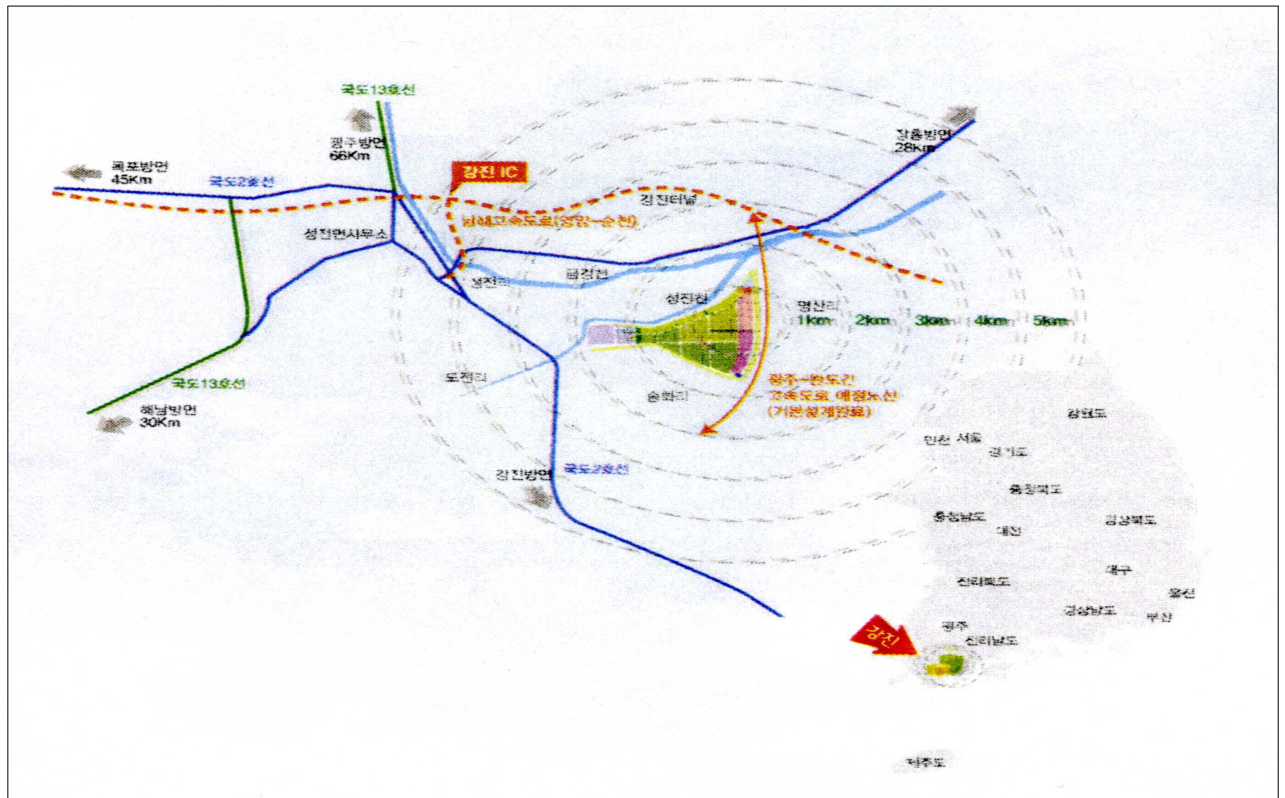 국도13호선
광주방면
66Km
장흥방면
28Km
목포방면
45Km
국도2호선
강진 IC
강진터널
남해고속도로(영암-순천)
성전면사무소
성전리
금강천
성진천
명산리
1km
2km
3km
4km
5km
국도13호선
도전리
송학리
광주-완도간
고속도로 예정노선
해남방면
30Km
강진방면
국도2호선
강원도
인천
서울
경기도
충청북도
충청남도
대전
경상북도
대구
전라북도
울산
경상남도
부산
광주
전라남도
강진
제주도